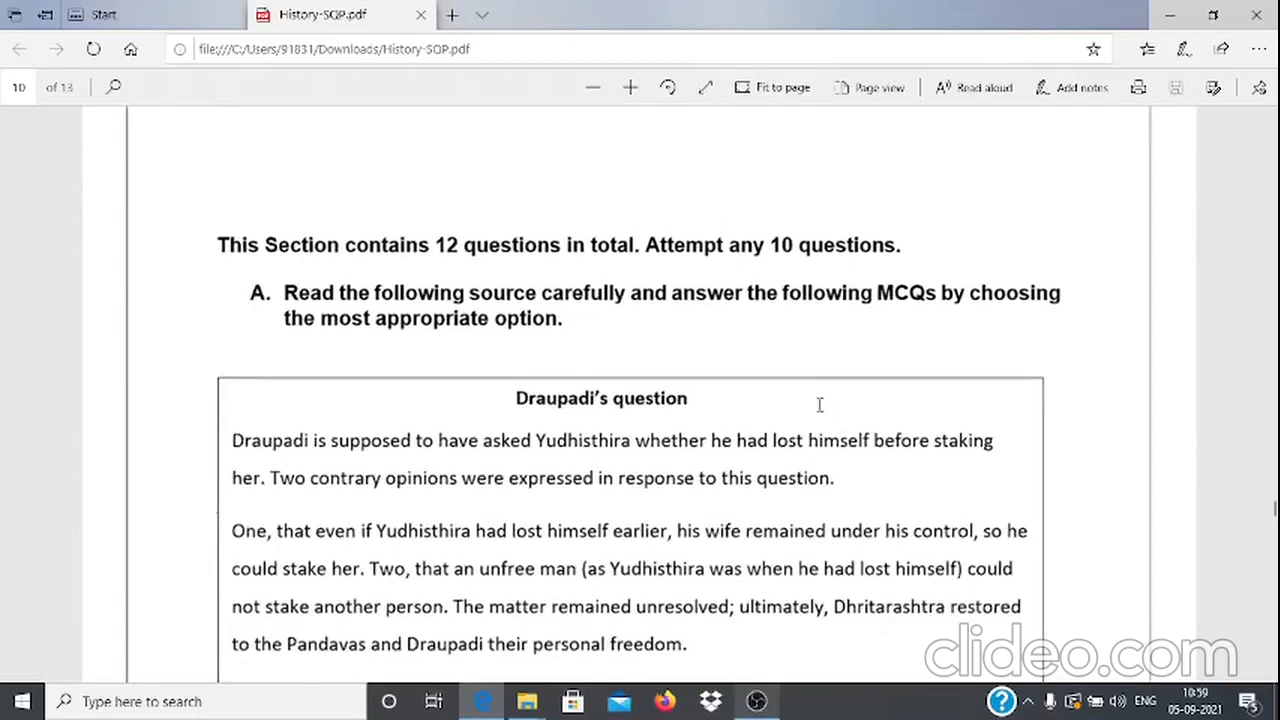 Start
History-SQP.pdf
file:///C:/Users/91831/Downloads/History-SQP.pdf
10 of 13
Fit to page
Page view
Read aloud
Add notes
This Section contains 12 questions in total. Attempt any 10 questions.
A. Read the following source carefully and answer the following MCQs by choosing
the most appropriate option.
Draupadi's question
Draupadi is supposed to have asked Yudhisthira whether he had lost himself before staking
her. Two contrary opinions were expressed in response to this question.
One, that even if Yudhisthira had lost himself earlier, his wife remained under his control, so he
could stake her. Two, that an unfree man (as Yudhisthira was when he had lost himself) could
not stake another person. The matter remained unresolved; ultimately, Dhritarashtra restored
to the Pandavas and Draupadi their personal freedom.
clideo.com
Type here to search
ENG
10:59
05-09-2021
5